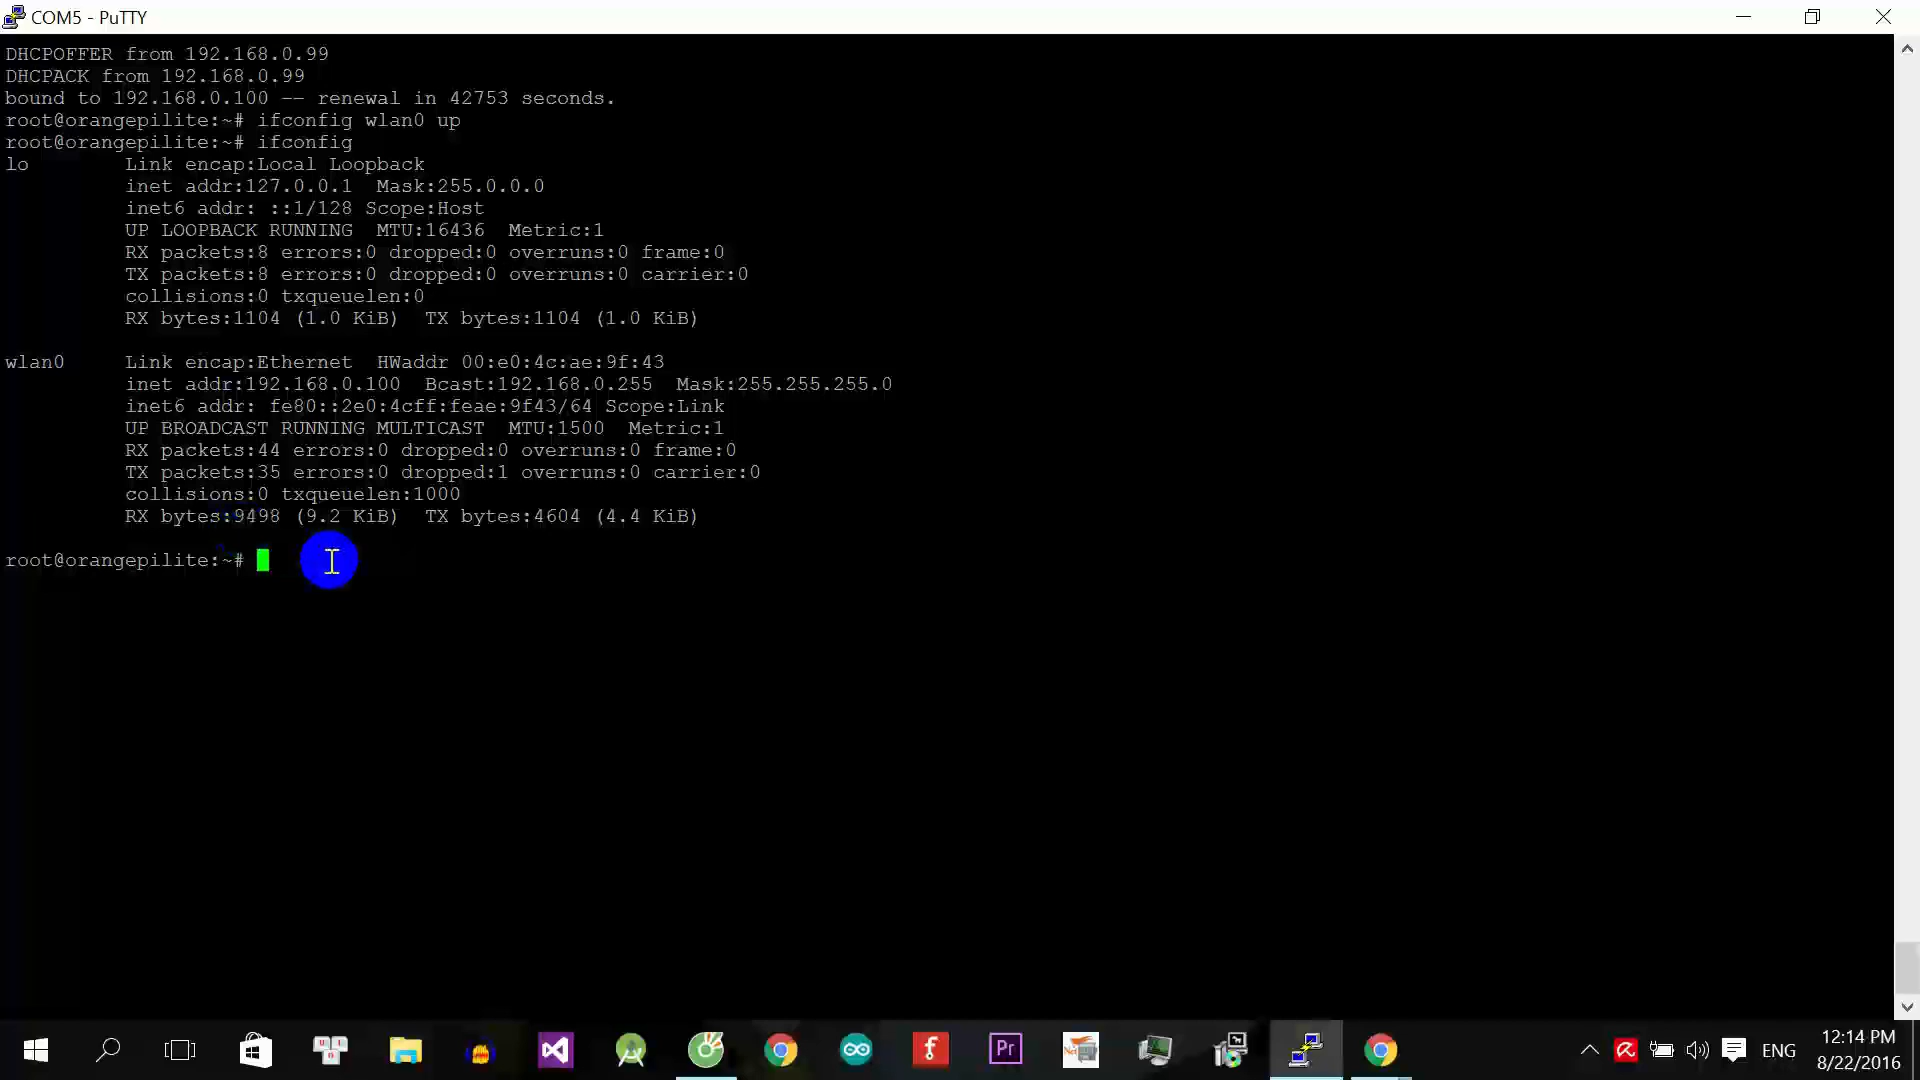 COM5 - PuTTY
DHCPOFFER from 192.168.0.99
DHCPACK from 192.168.0.99
bound to 192.168.0.100 -- renewal in 42753 seconds.
root@orangepilite:~# ifconfig wlan0 up
root@orangepilite:~# ifconfig
lo Link encap:Local Loopback
inet addr:127.0.0.1 Mask:255.0.0.0
inet6 addr: ::1/128 Scope:Host
UP LOOPBACK RUNNING MTU:16436 Metric:1
RX packets:8 errors:0 dropped:0 overruns:0 frame:0
TX packets:8 errors:0 dropped:0 overruns:0 carrier:0
collisions:0 txqueuelen:0
RX bytes:1104 (1.0 KiB) TX bytes:1104 (1.0 KiB)
wlan0 Link encap:Ethernet HWaddr 00:e0:4c:ae:9f:43
inet addr:192.168.0.100 Bcast:192.168.0.255 Mask:255.255.255.0
inet6 addr: fe80::2e0:4cff:feae:9f43/64 Scope:Link
UP BROADCAST RUNNING MULTICAST MTU:1500 Metric:1
RX packets:44 errors:0 dropped:0 overruns:0 frame:0
TX packets:35 errors:0 dropped:1 overruns:0 carrier:0
collisions:0 txqueuelen:1000
RX bytes:9498 (9.2 KiB) TX bytes:4604 (4.4 KiB)
root@orangepilite:~#
Pr
ENG
12:14 PM
8/22/2016